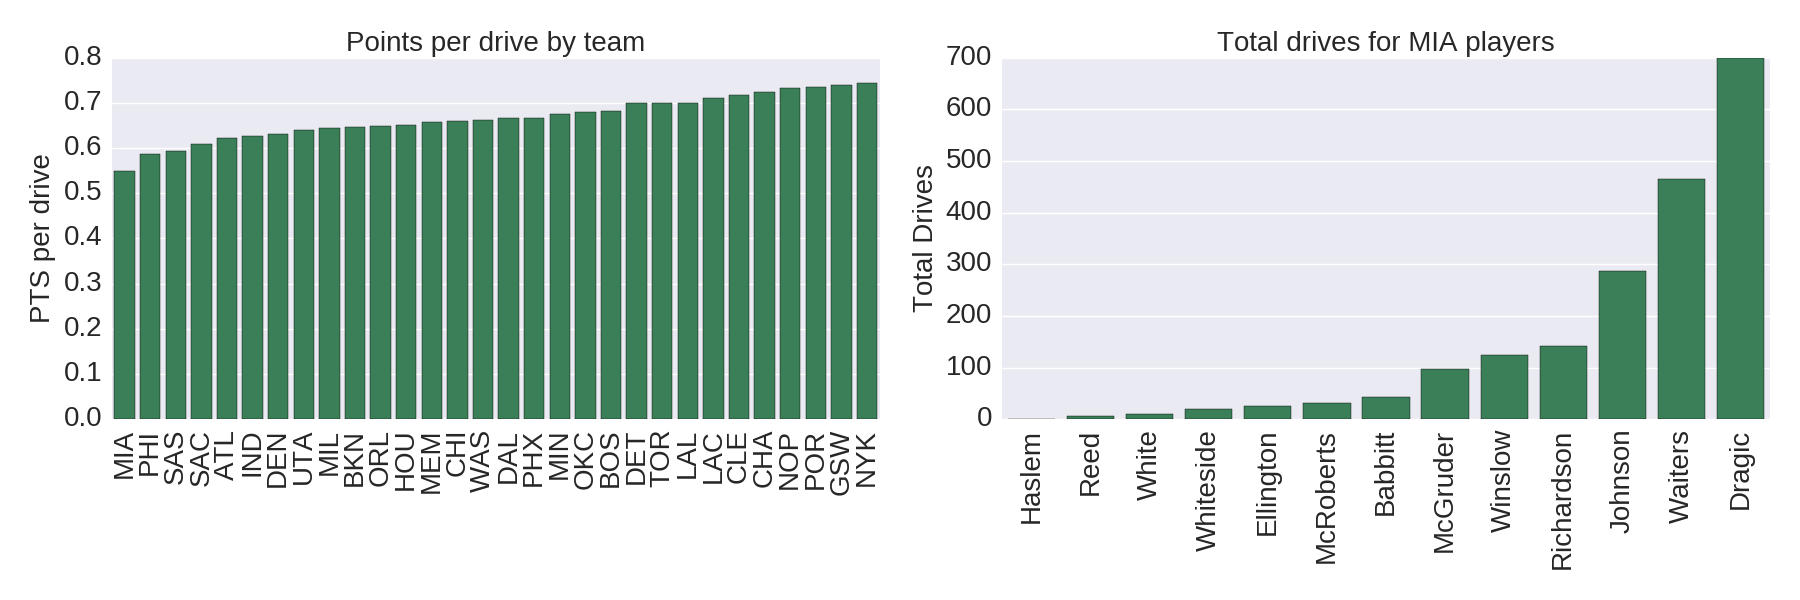 Points per drive by team
PTS per drive
0.8
0.7
0.6
0.5
0.4
0.3
0.2
0.1
0.0
MIA
PHI
SAS
SAC
ATL
IND
DEN
UTA
MIL
BKN
ORL
HOU
MEM
CHI
WAS
DAL
PHX
MIN
OKC
BOS
DET
TOR
LAL
LAC
CLE
CHA
NOP
POR
GSW
NYK
Total drives for MIA players
Total Drives
700
600
500
400
300
200
100
0
Haslem
Reed
White
Whiteside
Ellington
McRoberts
Babbitt
McGruder
Winslow
Richardson
Johnson
Waiters
Dragic